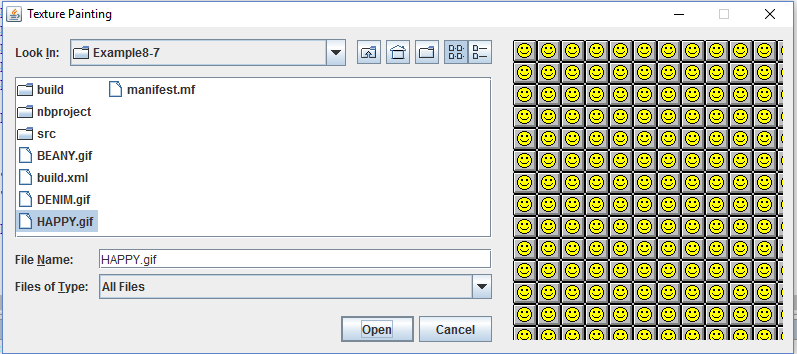 Texture Painting
Look In: Example8-7
build manifest.mf
nbproject
src
BEANY.gif
build.xml
DENIM.gif
HAPPY.gif
File Name: HAPPY.gif
Files of Type: All Files
Open Cancel